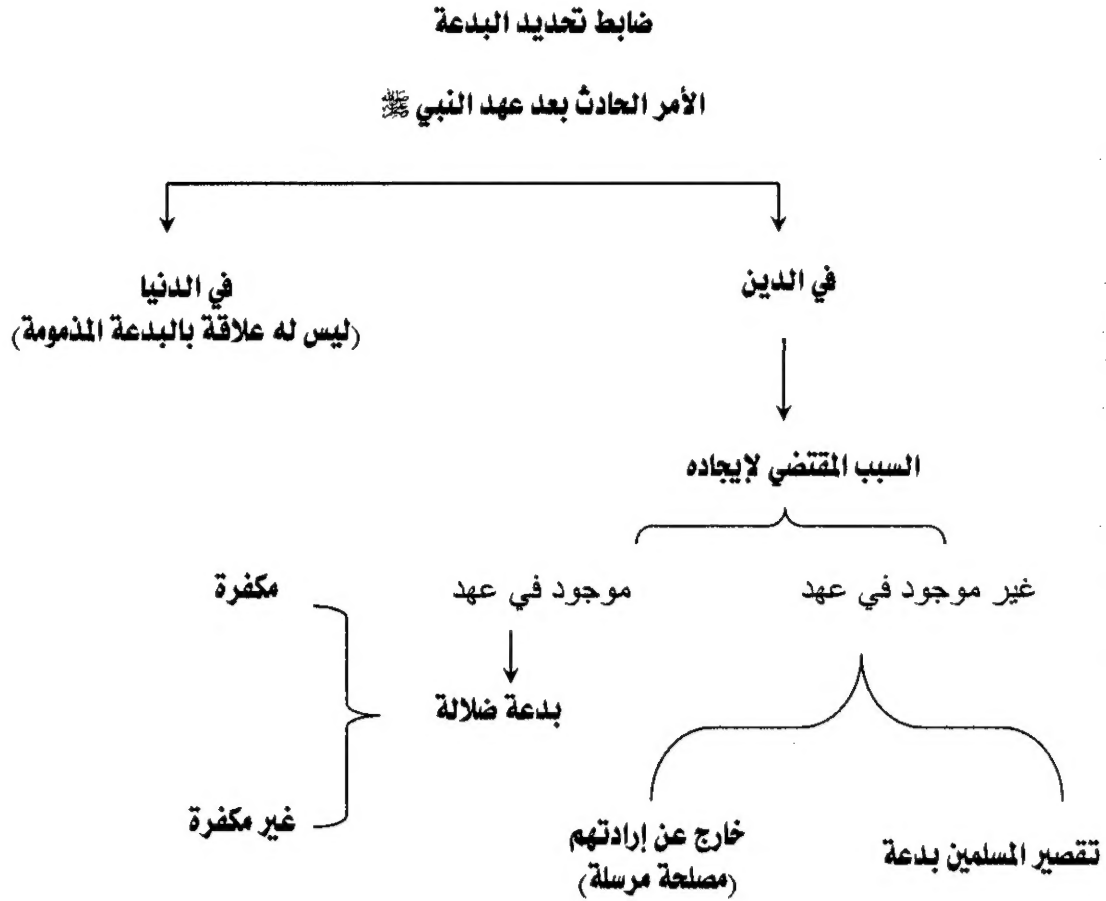 ضابط تحديد البدعة
الأمر الحادث بعد عهد النبي ﷺ
في الدين
في الدنيا
(ليس له علاقة بالبدعة المذمومة)
السبب المقتضي لإيجاده
غير موجود في عهد
موجود في عهد
مكفرة
بدعة ضلالة
غير مكفرة
تقصير المسلمين بدعة
خارج عن إرادتهم
(مصلحة مرسلة)